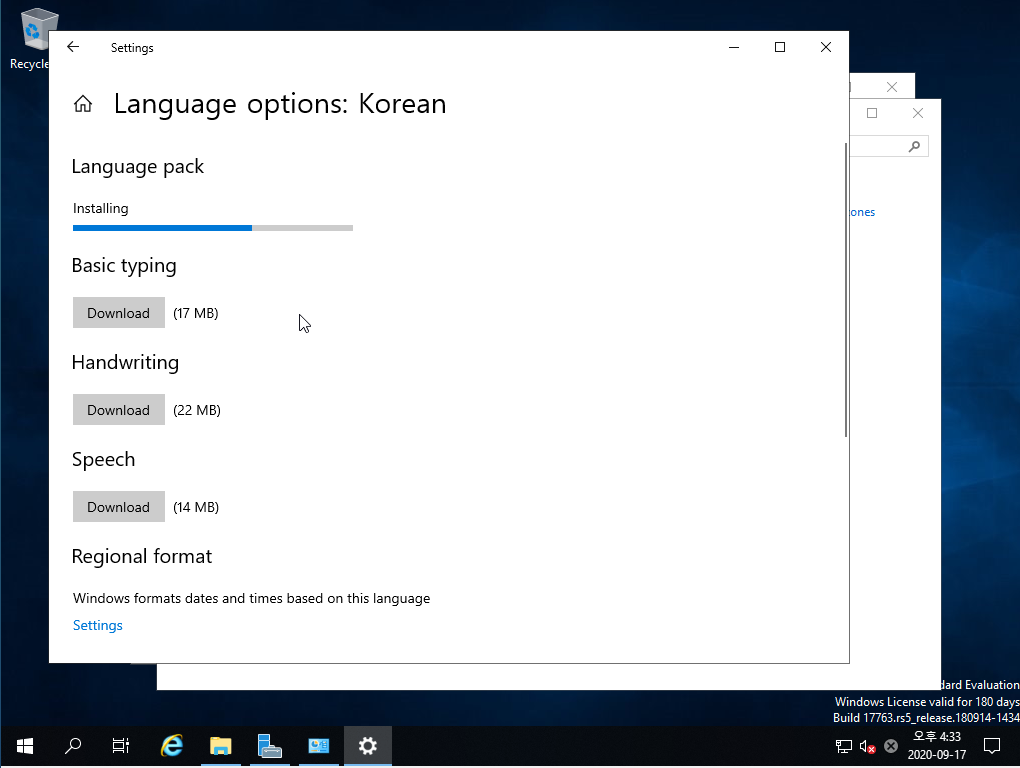 Recycle
Settings
Language options: Korean
Language pack
Installing
Basic typing
Download (17 MB)
Handwriting
Download (22 MB)
Speech
Download (14 MB)
Regional format
Windows formats dates and times based on this language
Settings
ones
dard Evaluation
Windows License valid for 180 days
Build 17763.rs5_release.180914-1434
오후 4:33
2020-09-17